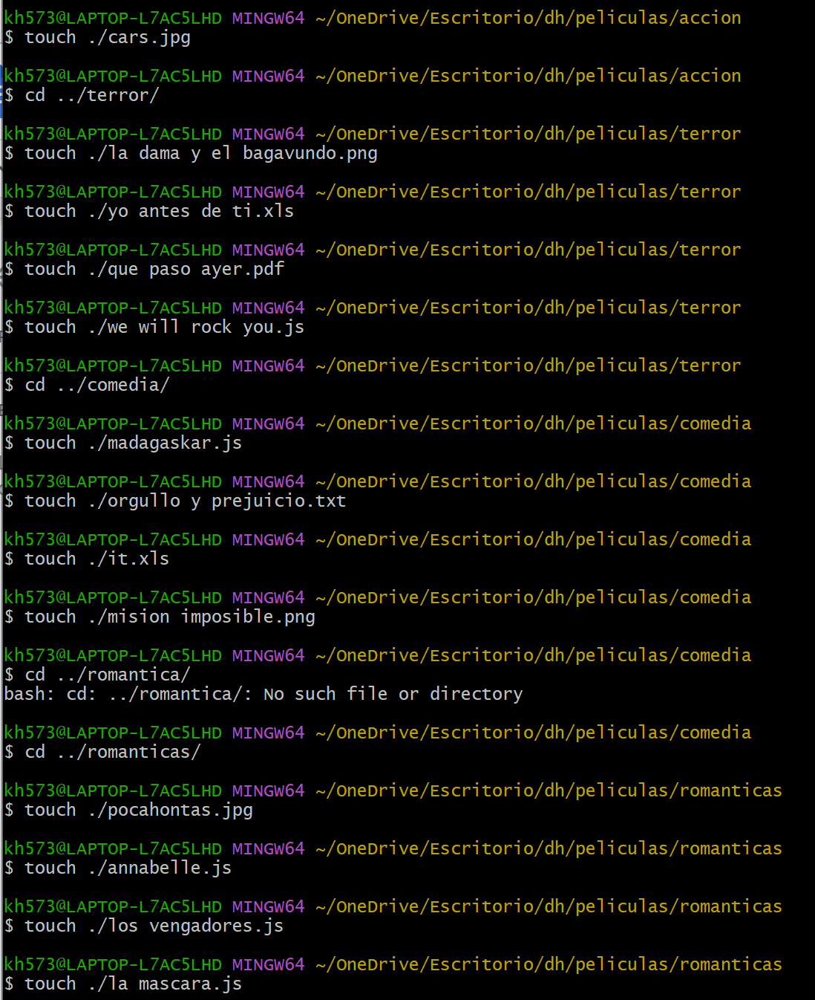 kh573@LAPTOP-L7AC5LHD MINGW64 ~/OneDrive/Escritorio/dh/peliculas/accion
$ touch ./cars.jpg
kh573@LAPTOP-L7AC5LHD MINGW64 ~/OneDrive/Escritorio/dh/peliculas/accion
$ cd ../terror/
kh573@LAPTOP-L7AC5LHD MINGW64 ~/OneDrive/Escritorio/dh/peliculas/terror
$ touch ./la dama y el bagavundo.png
kh573@LAPTOP-L7AC5LHD MINGW64 ~/OneDrive/Escritorio/dh/peliculas/terror
$ touch ./yo antes de ti.xls
kh573@LAPTOP-L7AC5LHD MINGW64 ~/OneDrive/Escritorio/dh/peliculas/terror
$ touch ./que paso ayer.pdf
kh573@LAPTOP-L7AC5LHD MINGW64 ~/OneDrive/Escritorio/dh/peliculas/terror
$ touch ./we will rock you.js
kh573@LAPTOP-L7AC5LHD MINGW64 ~/OneDrive/Escritorio/dh/peliculas/terror
$ cd ../comedia/
kh573@LAPTOP-L7AC5LHD MINGW64 ~/OneDrive/Escritorio/dh/peliculas/comedia
$ touch ./madagaskar.js
kh573@LAPTOP-L7AC5LHD MINGW64 ~/OneDrive/Escritorio/dh/peliculas/comedia
$ touch ./orgullo y prejuicio.txt
kh573@LAPTOP-L7AC5LHD MINGW64 ~/OneDrive/Escritorio/dh/peliculas/comedia
$ touch ./it.xls
kh573@LAPTOP-L7AC5LHD MINGW64 ~/OneDrive/Escritorio/dh/peliculas/comedia
$ touch ./mision imposible.png
kh573@LAPTOP-L7AC5LHD MINGW64 ~/OneDrive/Escritorio/dh/peliculas/comedia
$ cd ../romantica/
bash: cd: ../romantica/: No such file or directory
kh573@LAPTOP-L7AC5LHD MINGW64 ~/OneDrive/Escritorio/dh/peliculas/comedia
$ cd ../romanticas/
kh573@LAPTOP-L7AC5LHD MINGW64 ~/OneDrive/Escritorio/dh/peliculas/romanticas
$ touch ./pocahontas.jpg
kh573@LAPTOP-L7AC5LHD MINGW64 ~/OneDrive/Escritorio/dh/peliculas/romanticas
$ touch ./annabelle.js
kh573@LAPTOP-L7AC5LHD MINGW64 ~/OneDrive/Escritorio/dh/peliculas/romanticas
$ touch ./los vengadores.js
kh573@LAPTOP-L7AC5LHD MINGW64 ~/OneDrive/Escritorio/dh/peliculas/romanticas
$ touch ./la mascara.js